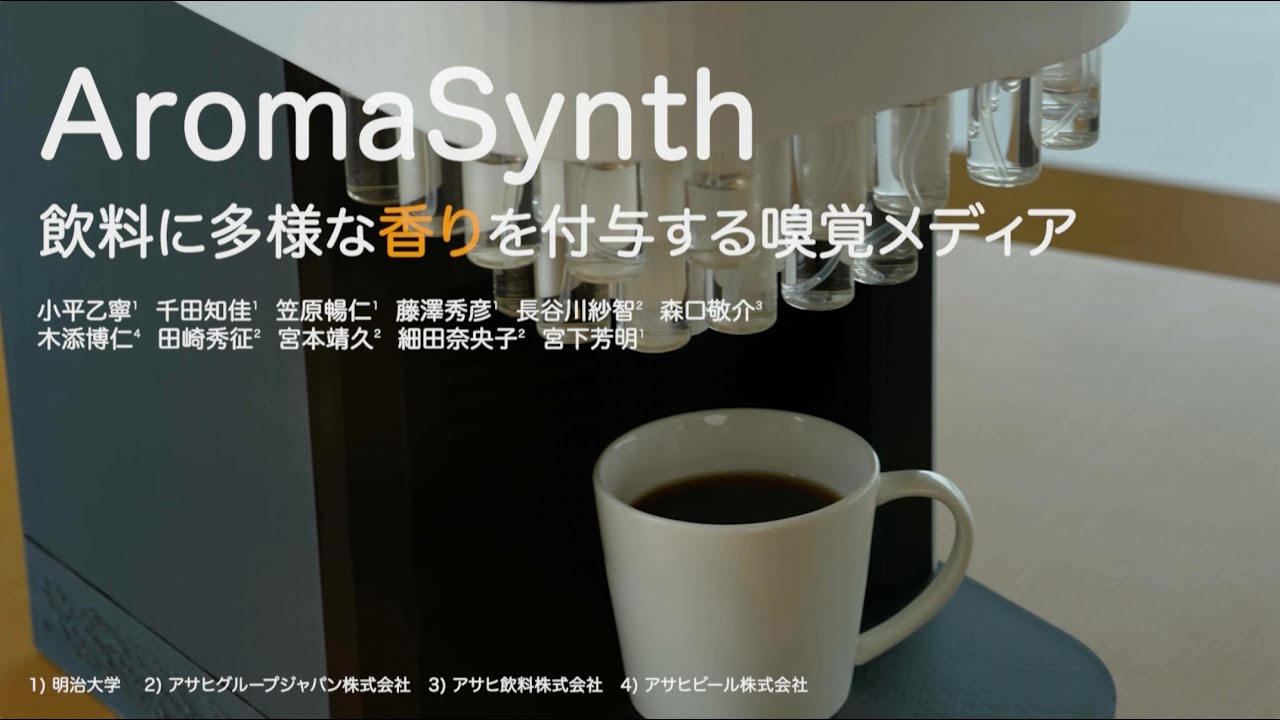 AromaSynth
飲料に多様な香りを付与する嗅覚メディア
小平乙寧¹ 千田知佳¹ 笠原暢仁¹ 藤澤秀彦¹ 長谷川紗智² 森口敬介³
木添博仁⁴ 田崎秀征² 宮本靖久² 細田奈央子² 宮下芳明¹
1) 明治大学 2) アサヒグループジャパン株式会社 3) アサヒ飲料株式会社 4) アサヒビール株式会社